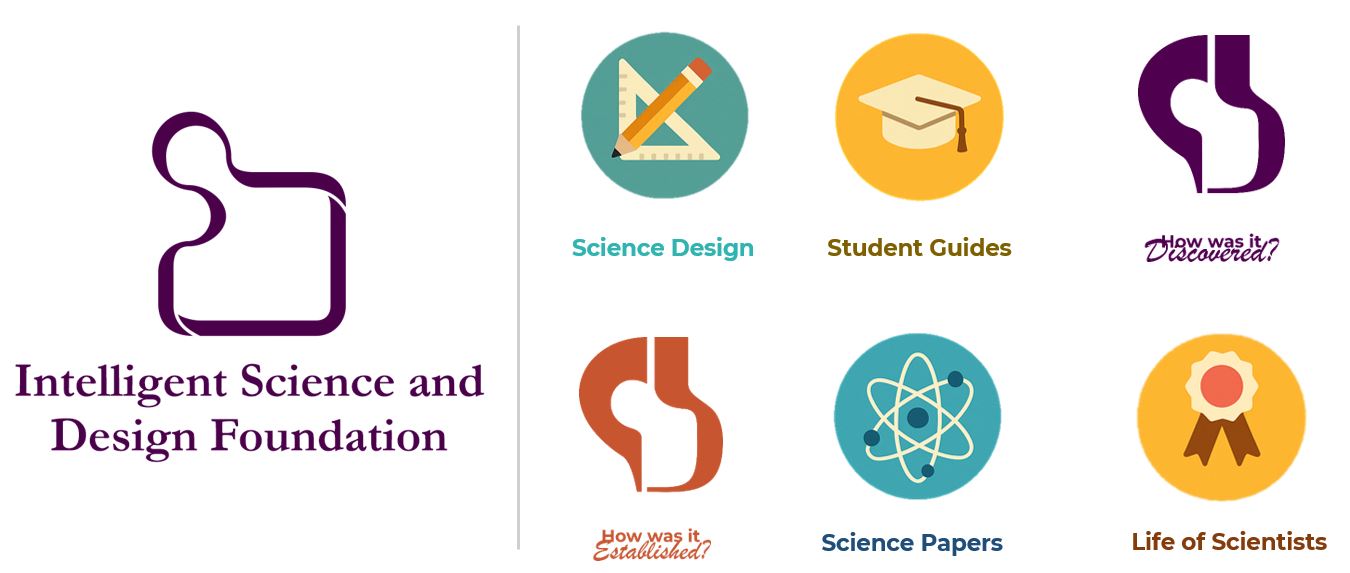 Intelligent Science and
Design Foundation
Science Design
Student Guides
How was it
Discovered?
How was it
Established?
Science Papers
Life of Scientists